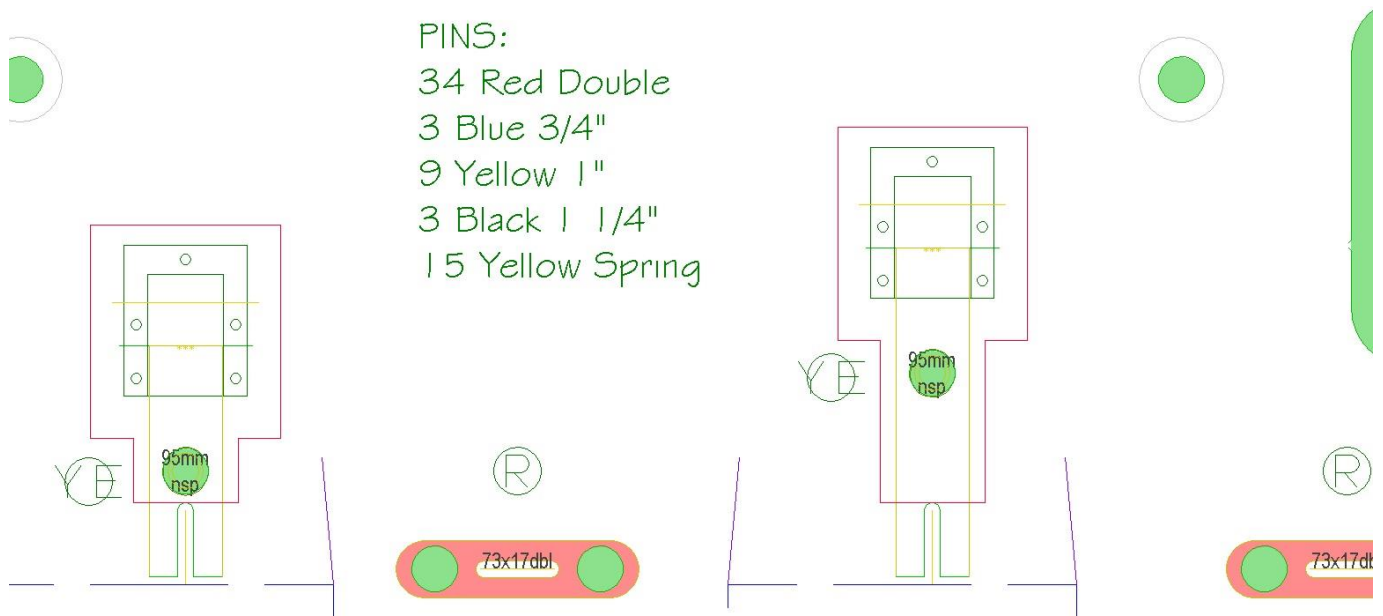 PINS:
34 Red Double
3 Blue 3/4"
9 Yellow 1"
3 Black 1 1/4"
15 Yellow Spring
95mm
nsp
YE
95mm
nsp
YE
R
R
73x17dbl
73x17db